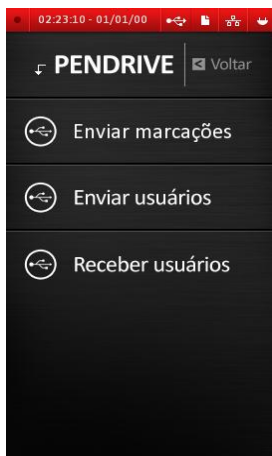 02:23:10 - 01/01/00
PENDRIVE
Voltar
Enviar marcações
Enviar usuários
Receber usuários